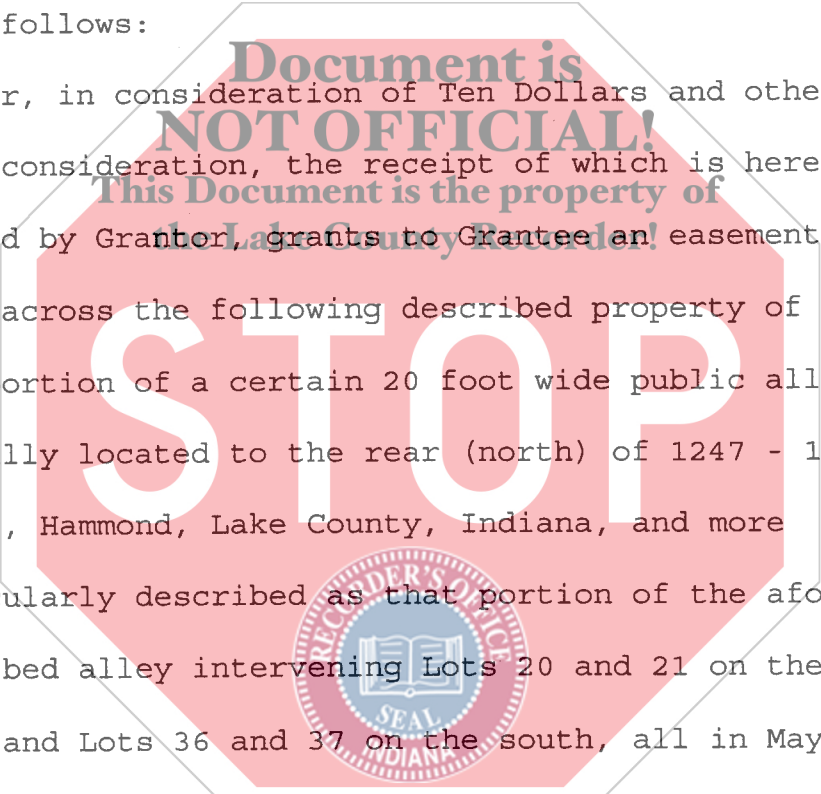 follows:
Document is
r, in consideration of Ten Dollars and othe
NOT OFFICIAL!
consideration, the receipt of which is here
This Document is the property of
d by Grantor, grants to Grantee an easement
the Lake County Recorder!
across the following described property of
STOP
ortion of a certain 20 foot wide public all
lly located to the rear (north) of 1247 - 1
, Hammond, Lake County, Indiana, and more
ularly described as that portion of the afo
RECORDER'S OFFICE
bed alley intervening Lots 20 and 21 on the
SEAL
and Lots 36 and 37 on the south, all in May
INDIANA